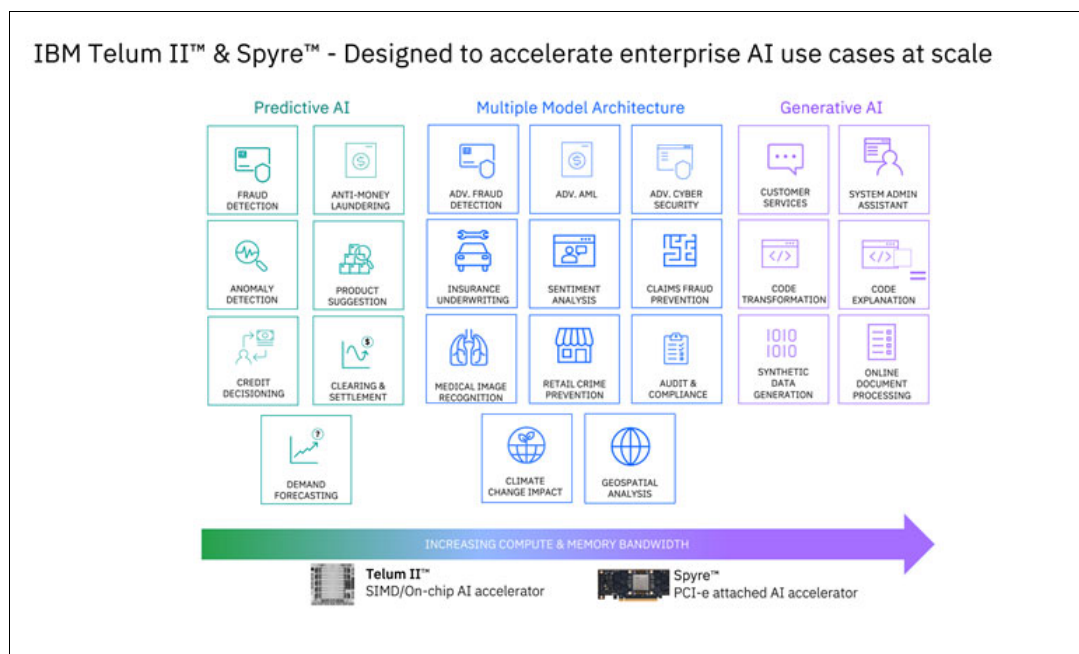 IBM Telum II™ & Spyre™ - Designed to accelerate enterprise AI use cases at scale
Predictive AI
Multiple Model Architecture
Generative AI
FRAUD
DETECTION
ANTI-MONEY
LAUNDERING
ADV. FRAUD
DETECTION
ADV. AML
ADV. CYBER
SECURITY
CUSTOMER
SERVICES
SYSTEM ADMIN
ASSISTANT
ANOMALY
DETECTION
PRODUCT
SUGGESTION
INSURANCE
UNDERWRITING
SENTIMENT
ANALYSIS
CLAIMS FRAUD
PREVENTION
CODE
TRANSFORMATION
CODE
EXPLANATION
CREDIT
DECISIONING
CLEARING &
SETTLEMENT
MEDICAL IMAGE
RECOGNITION
RETAIL CRIME
PREVENTION
AUDIT &
COMPLIANCE
1010
1010
SYNTHETIC
DATA
GENERATION
ONLINE
DOCUMENT
PROCESSING
DEMAND
FORECASTING
CLIMATE
CHANGE IMPACT
GEOSPATIAL
ANALYSIS
INCREASING COMPUTE & MEMORY BANDWIDTH
Telum II™
SIMD/On-chip AI accelerator
Spyre™
PCI-e attached AI accelerator